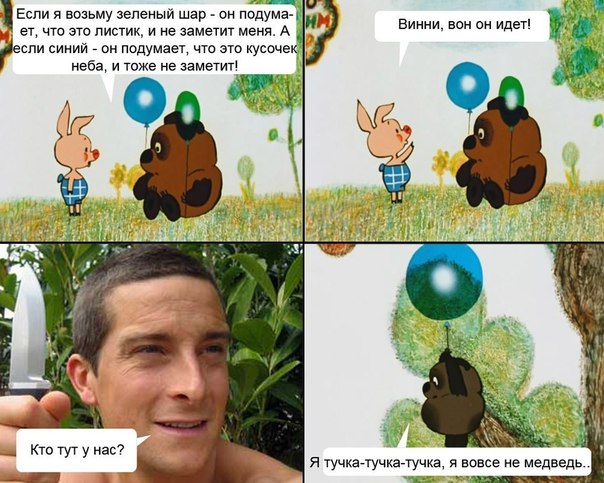 Если я возьму зеленый шар - он подума-
ет, что это листик, и не заметит меня. А
если синий - он подумает, что это кусочек
неба, и тоже не заметит!
Винни, вон он идет!
Кто тут у нас?
Я тучка-тучка-тучка, я вовсе не медведь..